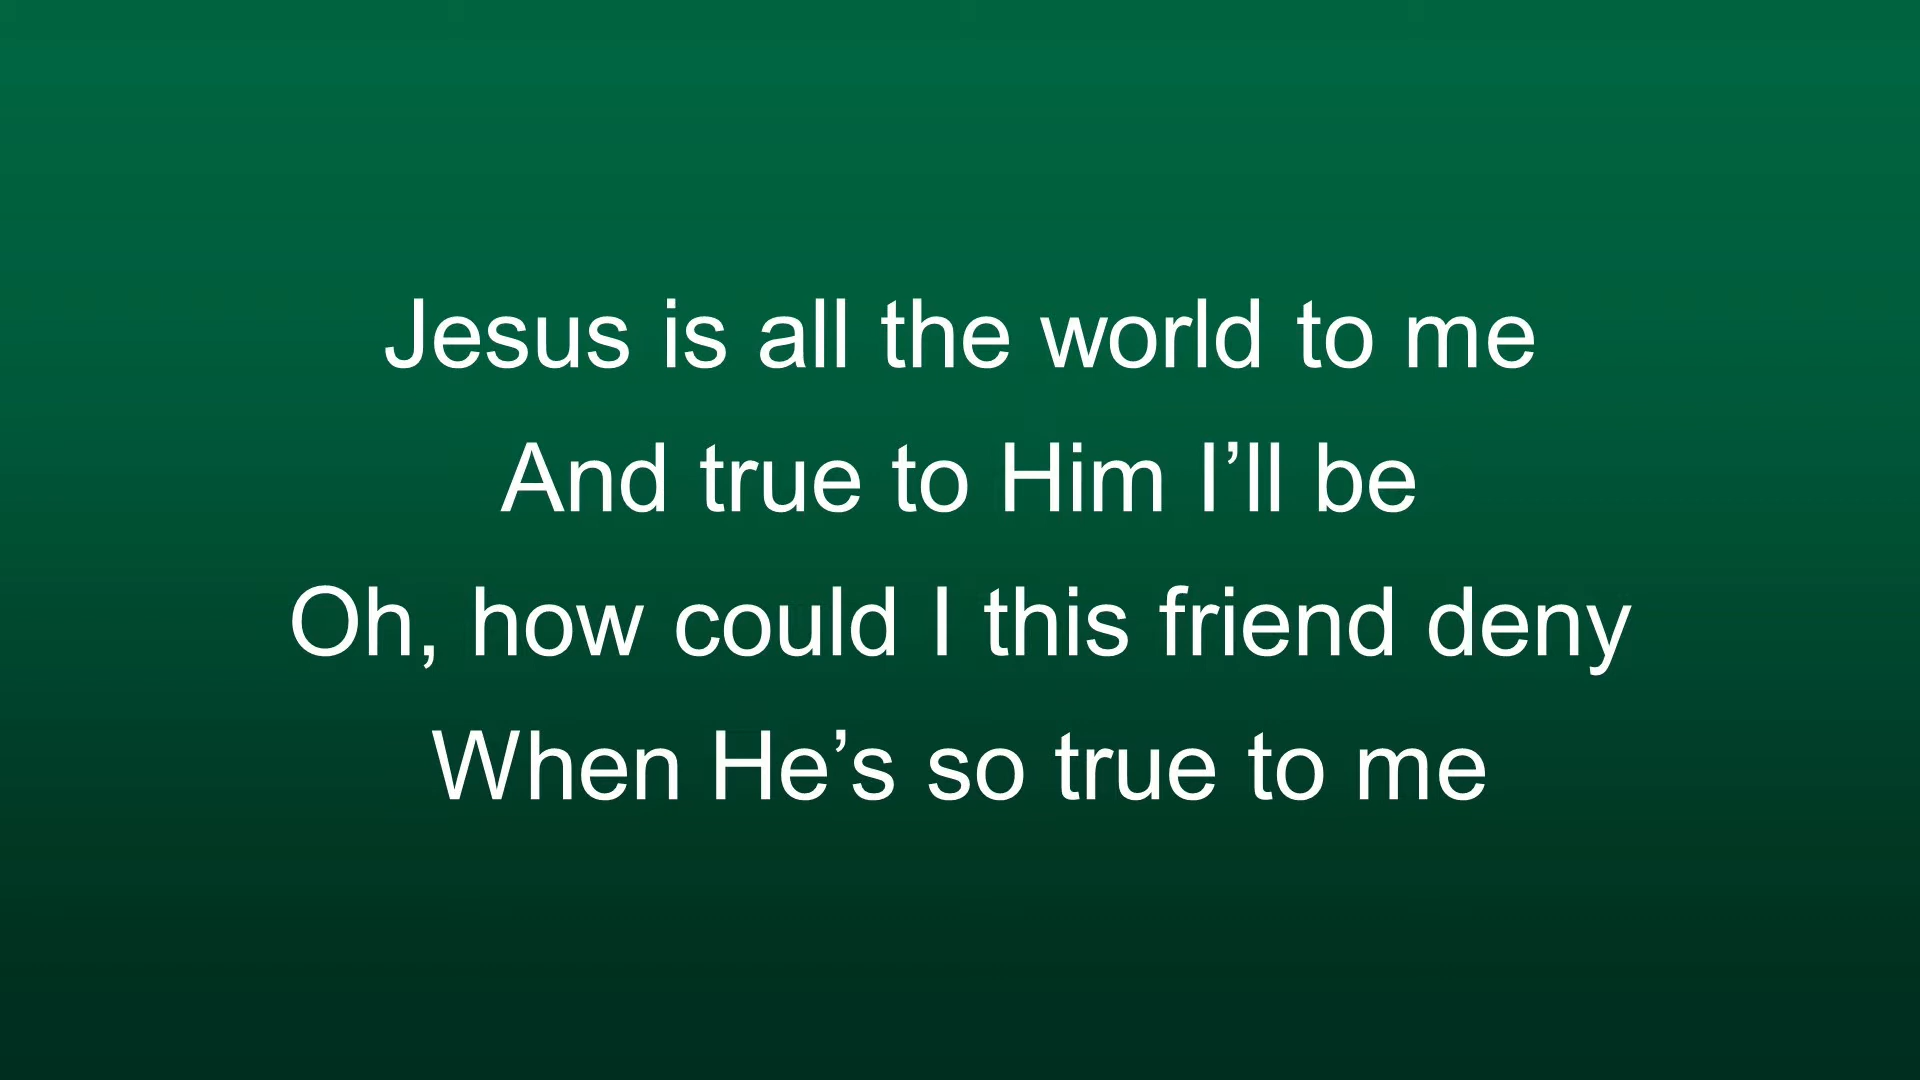 Jesus is all the world to me
And true to Him I’ll be
Oh, how could I this friend deny
When He’s so true to me